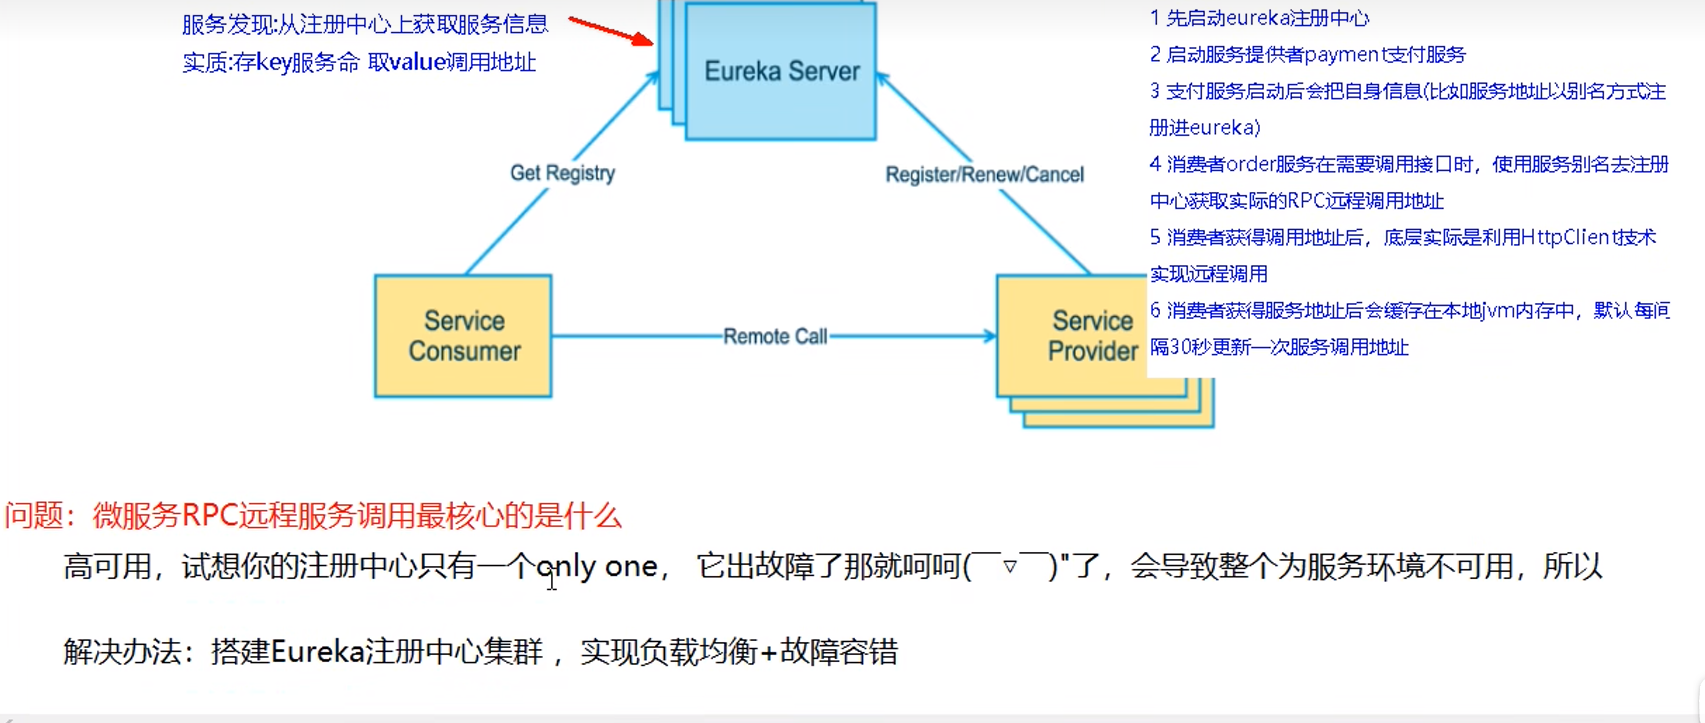 服务发现:从注册中心上获取服务信息
实质:存key服务命 取value调用地址
Eureka Server
Get Registry
Register/Renew/Cancel
Service
Consumer
Remote Call
Service
Provider
1 先启动eureka注册中心
2 启动服务提供者payment支付服务
3 支付服务启动后会把自身信息(比如服务地址以别名方式注
册进eureka)
4 消费者order服务在需要调用接口时，使用服务别名去注册
中心获取实际的RPC远程调用地址
5 消费者获得调用地址后，底层实际是利用HttpClient技术
实现远程调用
6 消费者获得服务地址后会缓存在本地jvm内存中，默认每间
隔30秒更新一次服务调用地址
问题：微服务RPC远程服务调用最核心的是什么
高可用，试想你的注册中心只有一个only one， 它出故障了那就呵呵(￣▽￣)"了，会导致整个为服务环境不可用，所以
解决办法：搭建Eureka注册中心集群 ，实现负载均衡+故障容错